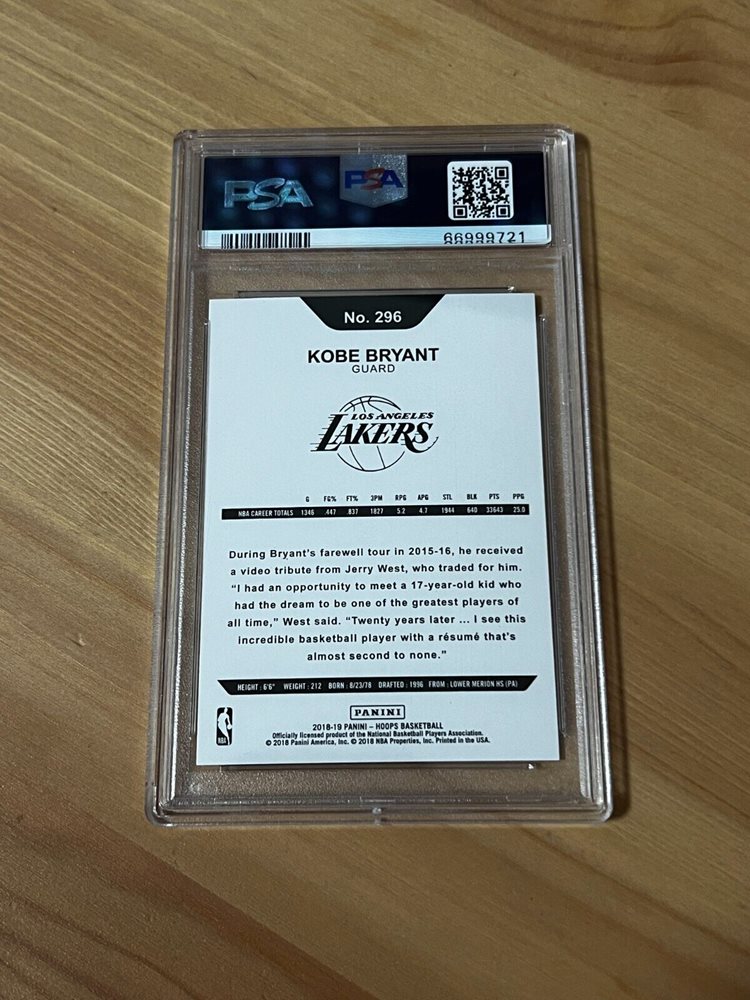 PSA PSA
66999721
No. 296
KOBE BRYANT
GUARD
LOS ANGELES
LAKERS
G FG% FT% 3PM RPG APG STL BLK PTS PPG
NBA CAREER TOTALS 1346 .447 .837 1827 5.2 4.7 1944 640 33643 25.0
During Bryant's farewell tour in 2015-16, he received
a video tribute from Jerry West, who traded for him.
“I had an opportunity to meet a 17-year-old kid who
had the dream to be one of the greatest players of
all time,” West said. “Twenty years later ... I see this
incredible basketball player with a résumé that's
almost second to none.”
HEIGHT : 6'6" WEIGHT : 212 BORN : 8/23/78 DRAFTED : 1996 FROM : LOWER MERION HS (PA)
PANINI
2018-19 PANINI – HOOPS BASKETBALL
Officially licensed product of the National Basketball Players Association.
© 2018 Panini America, Inc. © 2018 NBA Properties, Inc. Printed in the USA.
NBA